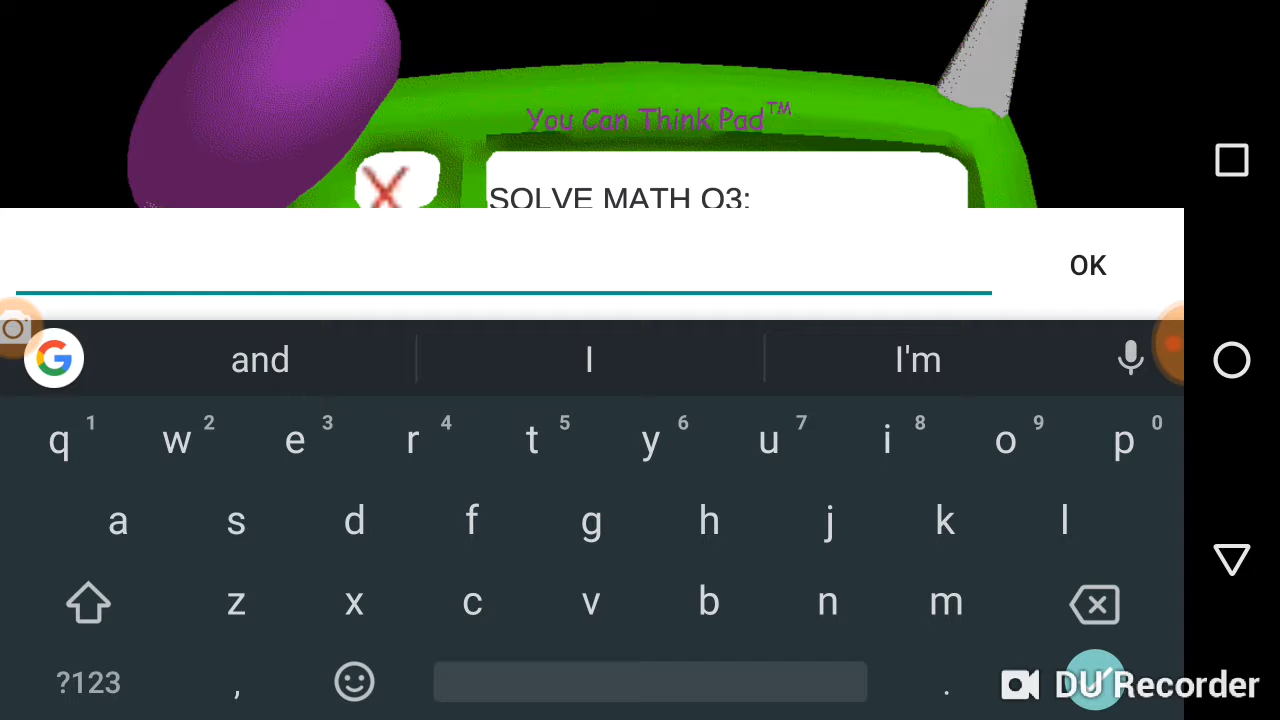 You Can Think Pad™
X
SOLVE MATH Q3:
OK
G and I I'm
q 1 w 2 e 3 r 4 t 5 y 6 u 7 i 8 o 9 p 0
a s d f g h j k l
z x c v b n m
?123 , .
DU Recorder